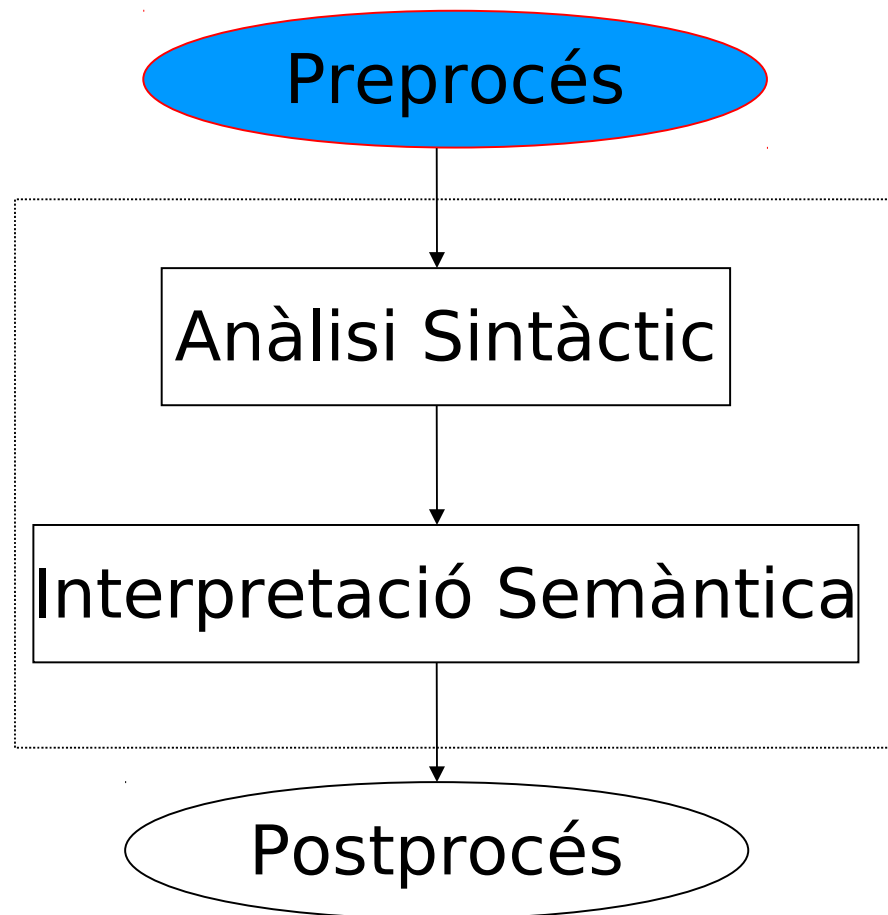 Preprocés
Anàlisi Sintàctic
Interpretació Semàntica
Postprocés